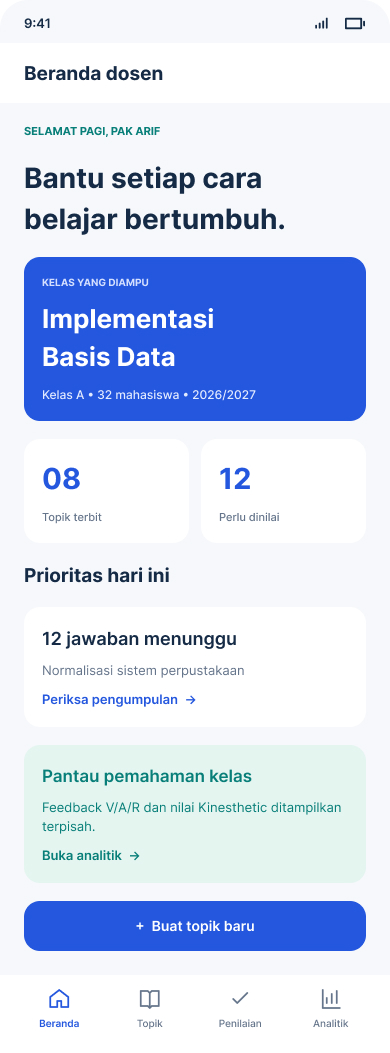 9:41
Beranda dosen
SELAMAT PAGI, PAK ARIF
Bantu setiap cara
belajar bertumbuh.
KELAS YANG DIAMPU
Implementasi
Basis Data
Kelas A • 32 mahasiswa • 2026/2027
08
Topik terbit
12
Perlu dinilai
Prioritas hari ini
12 jawaban menunggu
Normalisasi sistem perpustakaan
Periksa pengumpulan →
Pantau pemahaman kelas
Feedback V/A/R dan nilai Kinesthetic ditampilkan
terpisah.
Buka analitik →
+ Buat topik baru
Beranda
Topik
Penilaian
Analitik